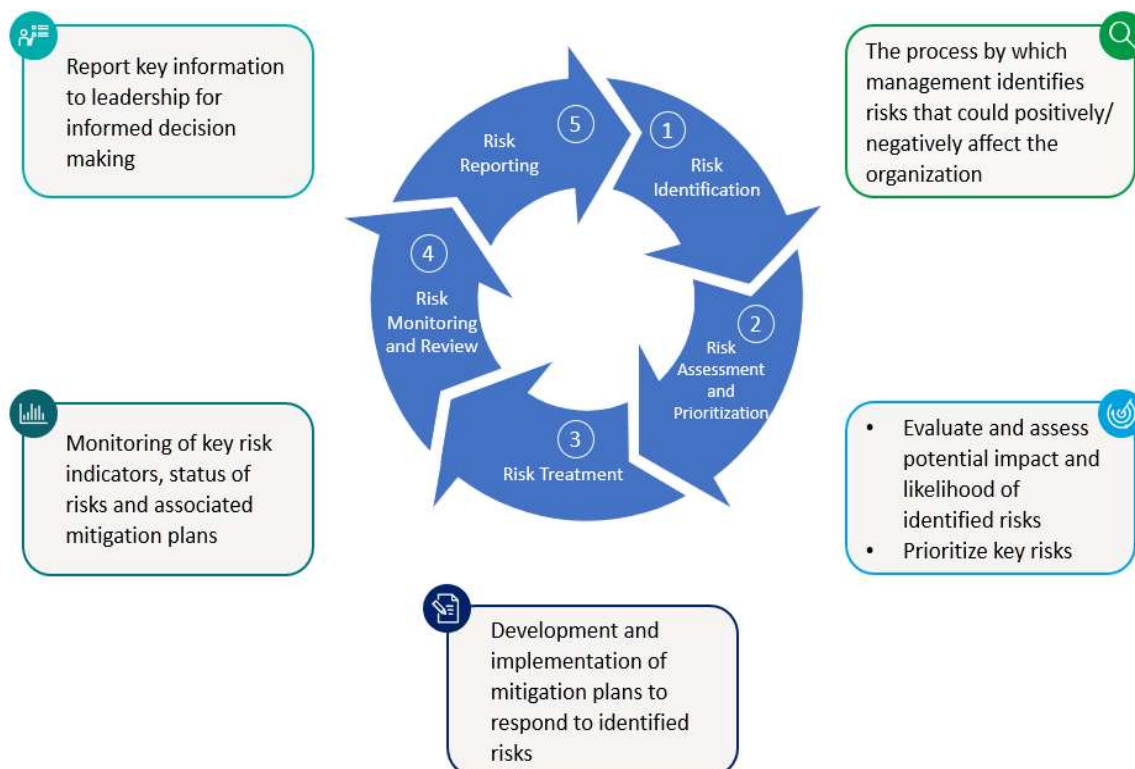 Report key information
to leadership for
informed decision
making
The process by which
management identifies
risks that could positively/
negatively affect the
organization
5
Risk
Reporting
1
Risk
Identification
4
Risk
Monitoring
and Review
2
Risk
Assessment
and
Prioritization
3
Risk Treatment
Monitoring of key risk
indicators, status of
risks and associated
mitigation plans
• Evaluate and assess
potential impact and
likelihood of
identified risks
• Prioritize key risks
Development and
implementation of
mitigation plans to
respond to identified
risks